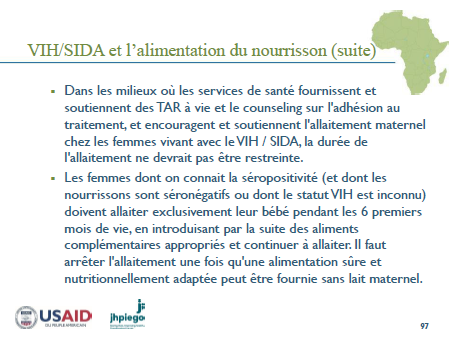 VIH/SIDA et l'alimentation du nourrisson (suite)
▪ Dans les milieux où les services de santé fournissent et
soutiennent des TAR à vie et le counseling sur l'adhésion au
traitement, et encouragent et soutiennent l'allaitement maternel
chez les femmes vivant avec le VIH / SIDA, la durée de
l'allaitement ne devrait pas être restreinte.
▪ Les femmes dont on connait la séropositivité (et dont les
nourrissons sont séronégatifs ou dont le statut VIH est inconnu)
doivent allaiter exclusivement leur bébé pendant les 6 premiers
mois de vie, en introduisant par la suite des aliments
complémentaires appropriés et continuer à allaiter. Il faut
arrêter l'allaitement une fois qu'une alimentation sûre et
nutritionnellement adaptée peut être fournie sans lait maternel.
USAID
jhpiego
97